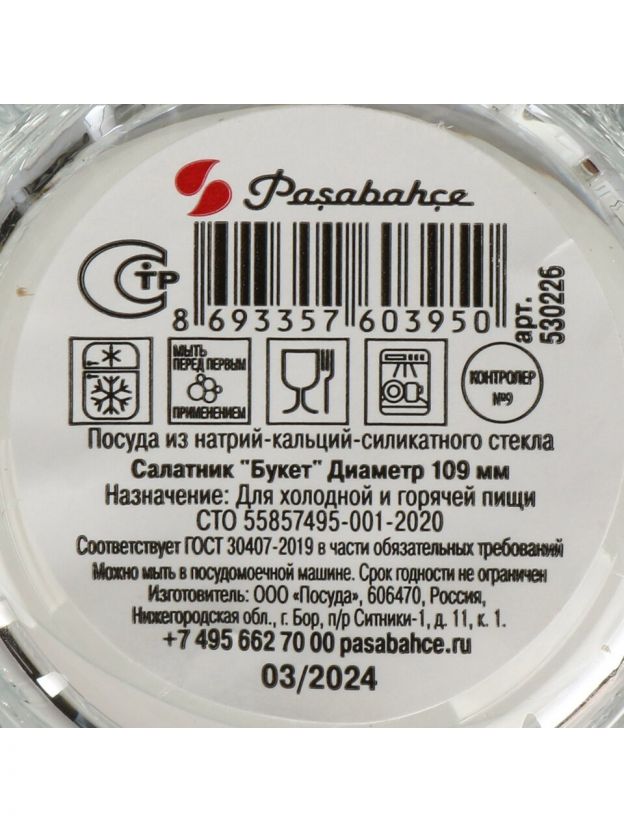 Paşabahçe
СТР
8 693357 603950
арт. 530226
МЫТЬ
ПЕРЕД ПЕРВЫМ
ПРИМЕНЕНИЕМ
КОНТРОЛЕР
№9
Посуда из натрий-кальций-силикатного стекла
Салатник "Букет" Диаметр 109 мм
Назначение: Для холодной и горячей пищи
СТО 55857495-001-2020
Соответствует ГОСТ 30407-2019 в части обязательных требований
Можно мыть в посудомоечной машине. Срок годности не ограничен
Изготовитель: ООО «Посуда», 606470, Россия,
Нижегородская обл., г. Бор, п/р Ситники-1, д. 11, к. 1.
+7 495 662 70 00 pasabahce.ru
03/2024